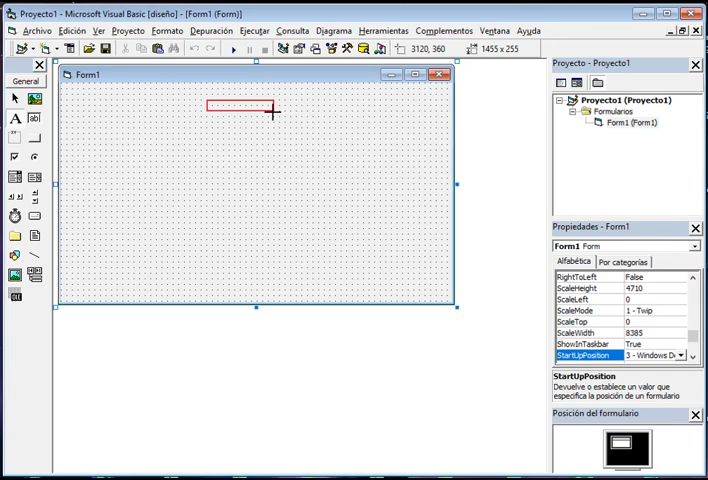 Proyecto1 - Microsoft Visual Basic [diseño] - [Form1 (Form)]
Archivo Edición Ver Proyecto Formato Depuración Ejecutar Consulta Diagrama Herramientas Complementos Ventana Ayuda
3120, 360 1455 x 255
General
A ab|
OLE
Form1
Proyecto - Proyecto1
Proyecto1 (Proyecto1)
Formularios
Form1 (Form1)
Propiedades - Form1
Form1 Form
Alfabética Por categorías
RightToLeft False
ScaleHeight 4710
ScaleLeft 0
ScaleMode 1 - Twip
ScaleTop 0
ScaleWidth 8385
ShowInTaskbar True
StartUpPosition 3 - Windows De
StartUpPosition
Devuelve o establece un valor que
especifica la posición de un formulario
Posición del formulario